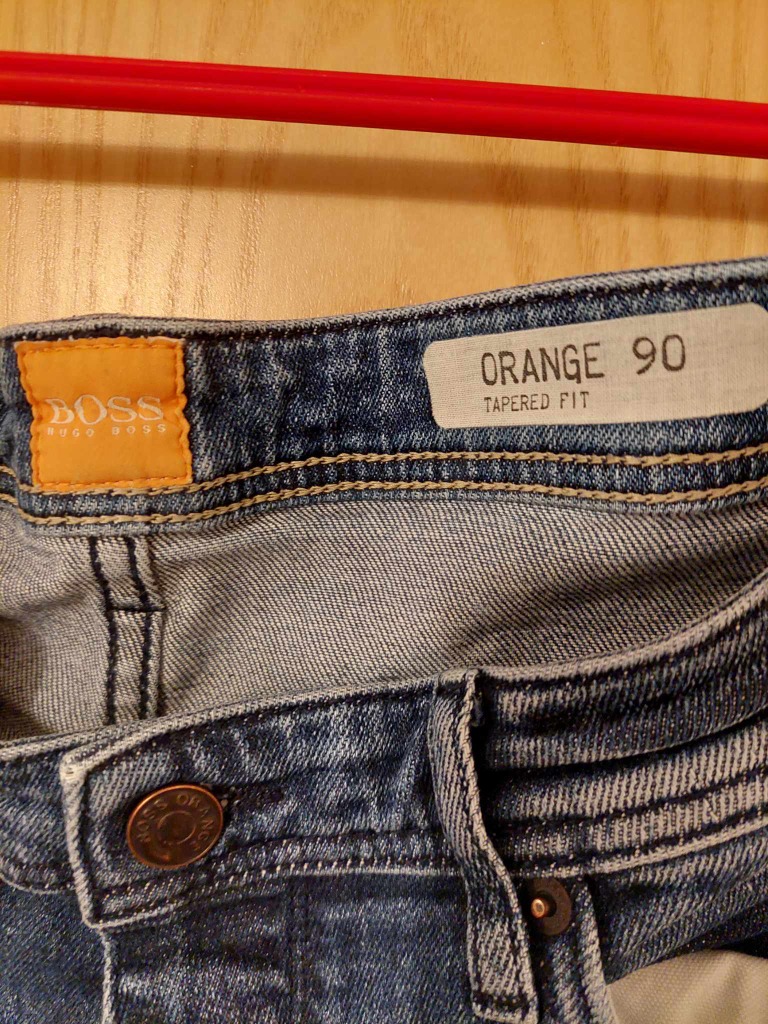 BOSS
HUGO BOSS
ORANGE 90
TAPERED FIT
BOSS ORANGE